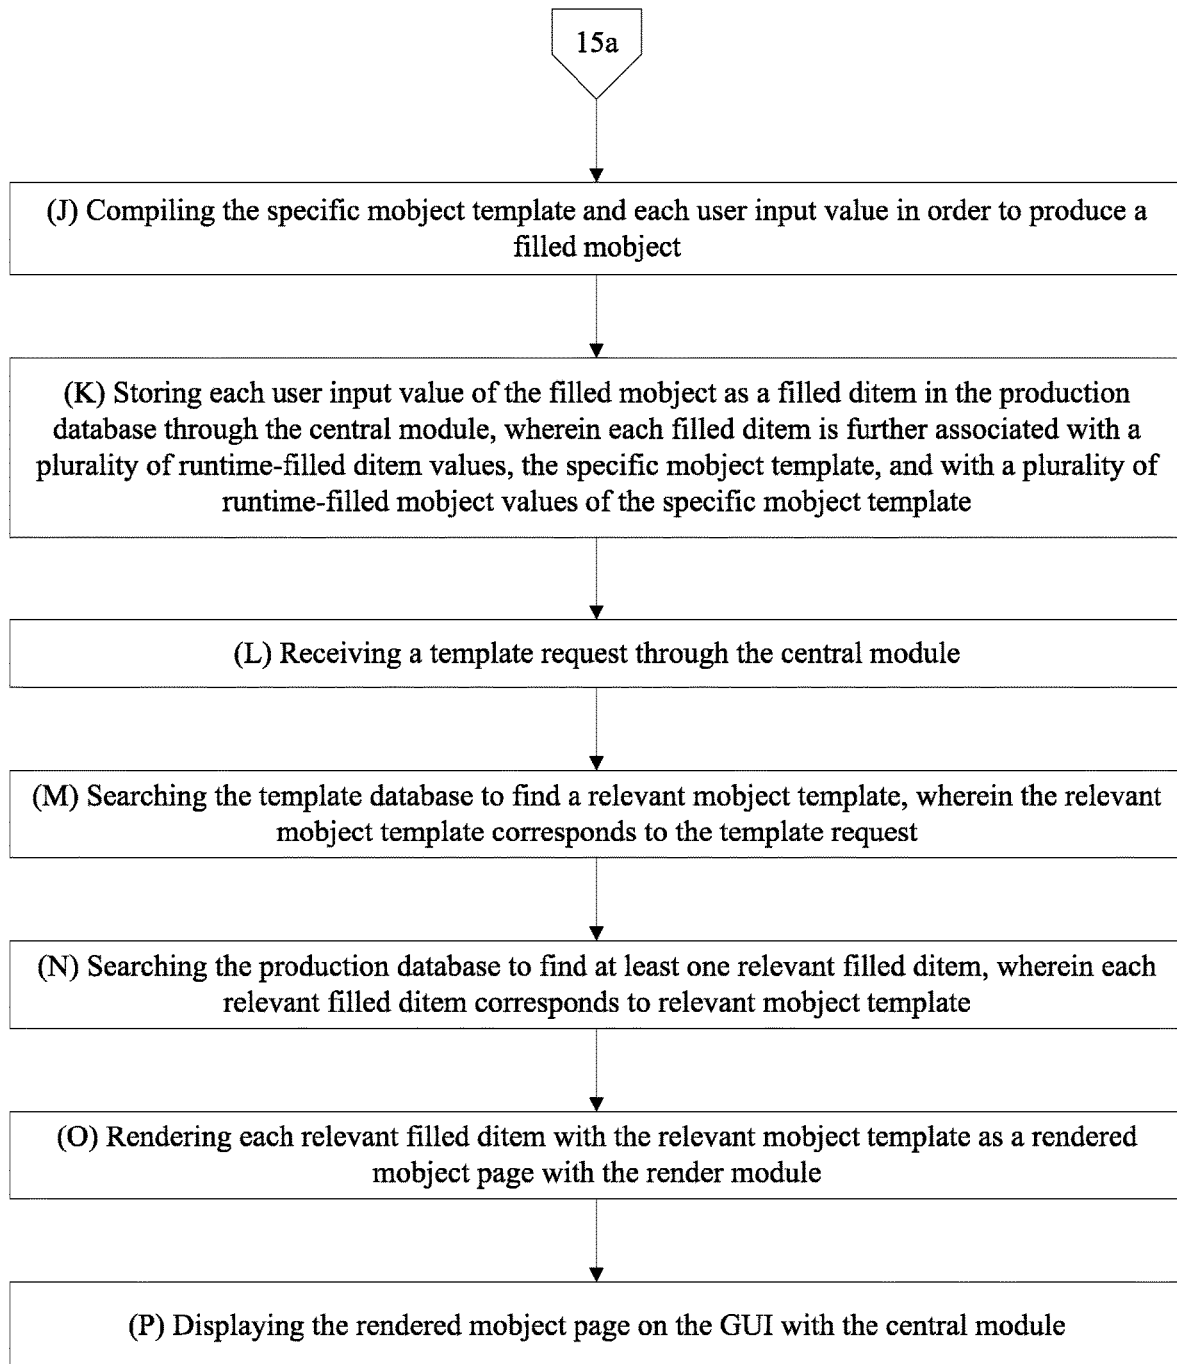 15a
(J) Compiling the specific mobject template and each user input value in order to produce a
filled mobject
(K) Storing each user input value of the filled mobject as a filled ditem in the production
database through the central module, wherein each filled ditem is further associated with a
plurality of runtime-filled ditem values, the specific mobject template, and with a plurality of
runtime-filled mobject values of the specific mobject template
(L) Receiving a template request through the central module
(M) Searching the template database to find a relevant mobject template, wherein the relevant
mobject template corresponds to the template request
(N) Searching the production database to find at least one relevant filled ditem, wherein each
relevant filled ditem corresponds to relevant mobject template
(O) Rendering each relevant filled ditem with the relevant mobject template as a rendered
mobject page with the render module
(P) Displaying the rendered mobject page on the GUI with the central module